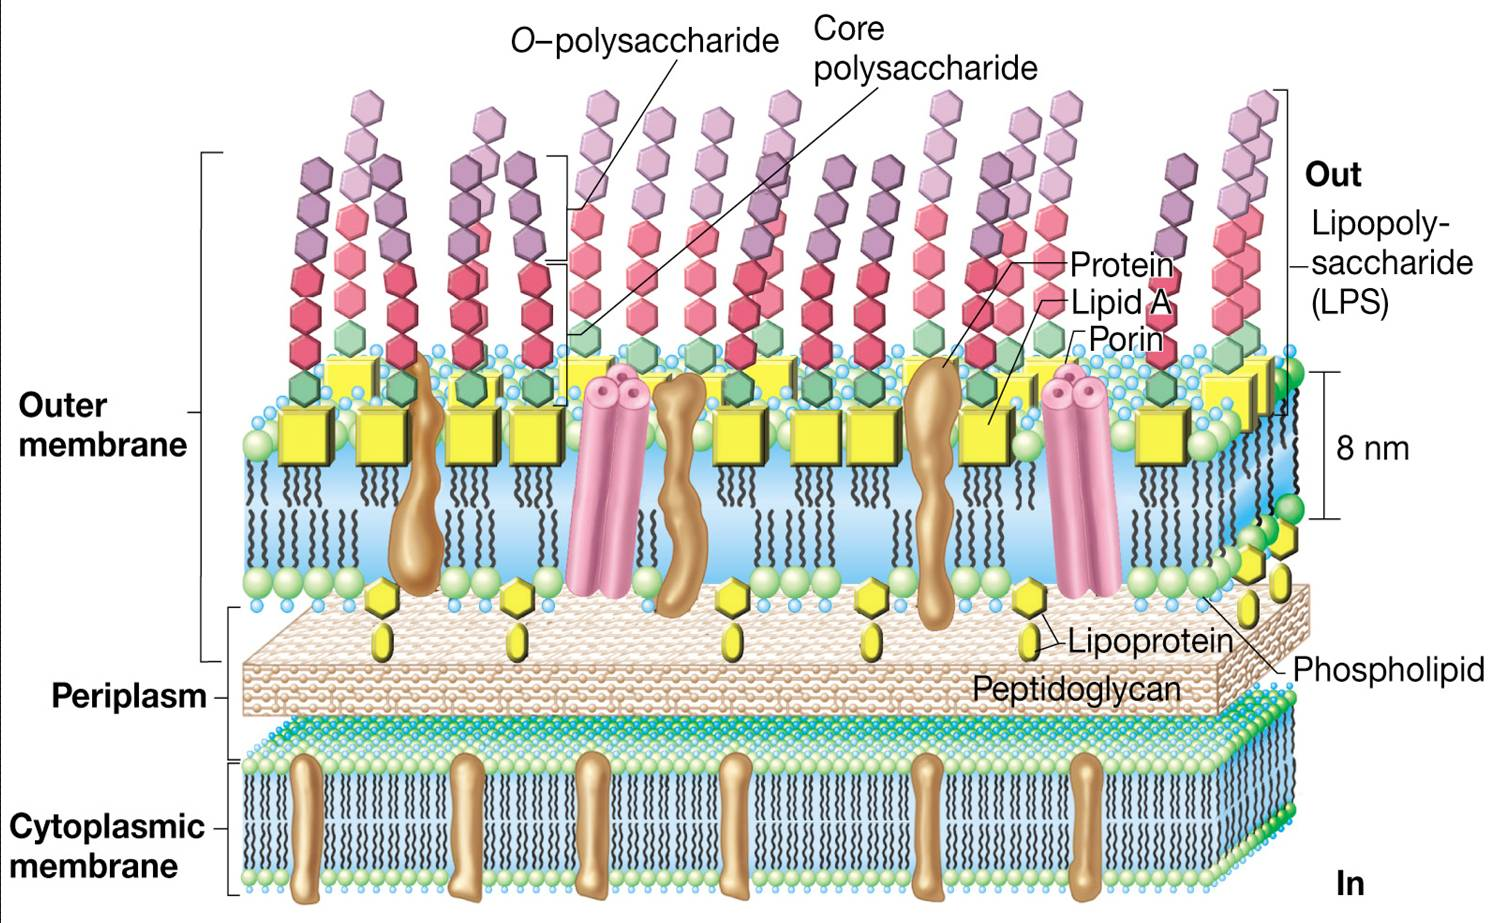 O–polysaccharide
Core
polysaccharide
Out
Lipopoly-
saccharide
(LPS)
Protein
Lipid A
Porin
Outer
membrane
8 nm
Lipoprotein
Phospholipid
Peptidoglycan
Periplasm
Cytoplasmic
membrane
In